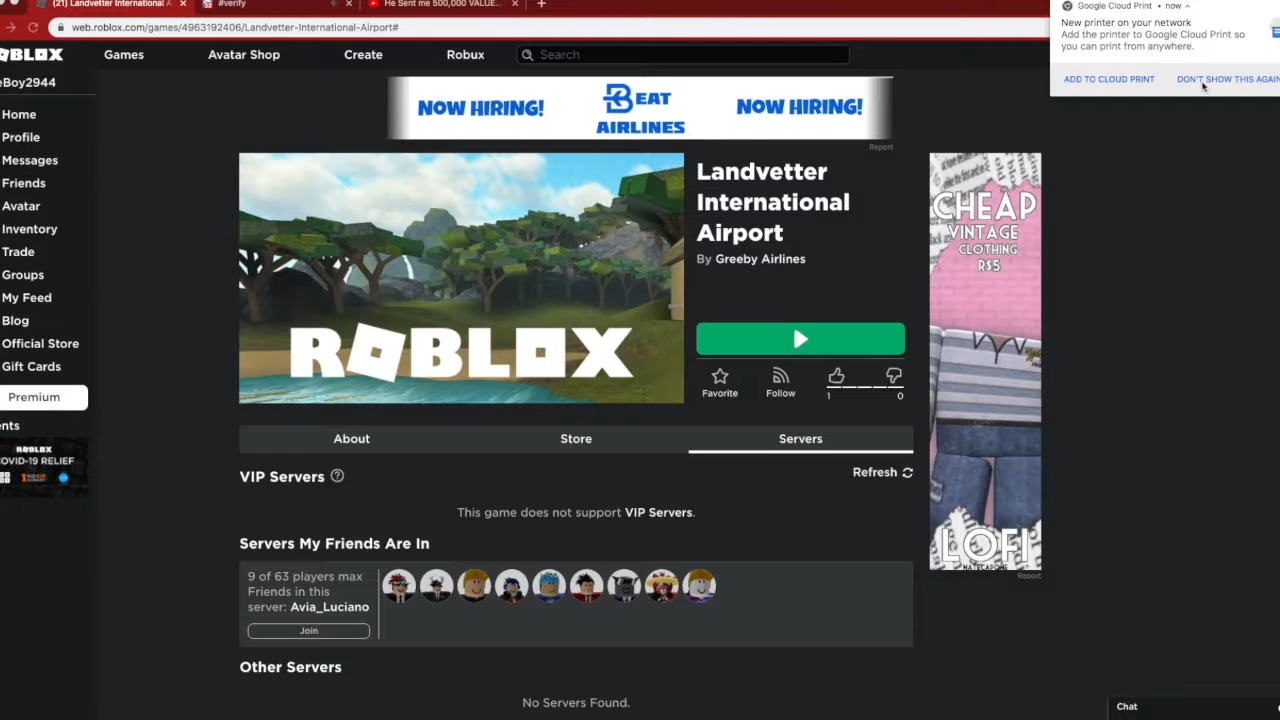 (21) Landvetter International A
#verify
He Sent me 500,000 VALUE...
web.roblox.com/games/4963192406/Landvetter-International-Airport#
Google Cloud Print • now
New printer on your network
Add the printer to Google Cloud Print so
you can print from anywhere.
ADD TO CLOUD PRINT
DON'T SHOW THIS AGAIN
OBLOX
Games
Avatar Shop
Create
Robux
Search
eBoy2944
Home
Profile
Messages
Friends
Avatar
Inventory
Trade
Groups
My Feed
Blog
Official Store
Gift Cards
Premium
ents
ROBLOX
COVID-19 RELIEF
NOW HIRING!
BEAT
AIRLINES
NOW HIRING!
Report
ROBLOX
Landvetter
International
Airport
By Greeby Airlines
Favorite
Follow
1
0
CHEAP
VINTAGE
CLOTHING
R$5
LOFI
Report
About
Store
Servers
VIP Servers
Refresh
This game does not support VIP Servers.
Servers My Friends Are In
9 of 63 players max
Friends in this
server: Avia_Luciano
Join
Other Servers
No Servers Found.
Chat